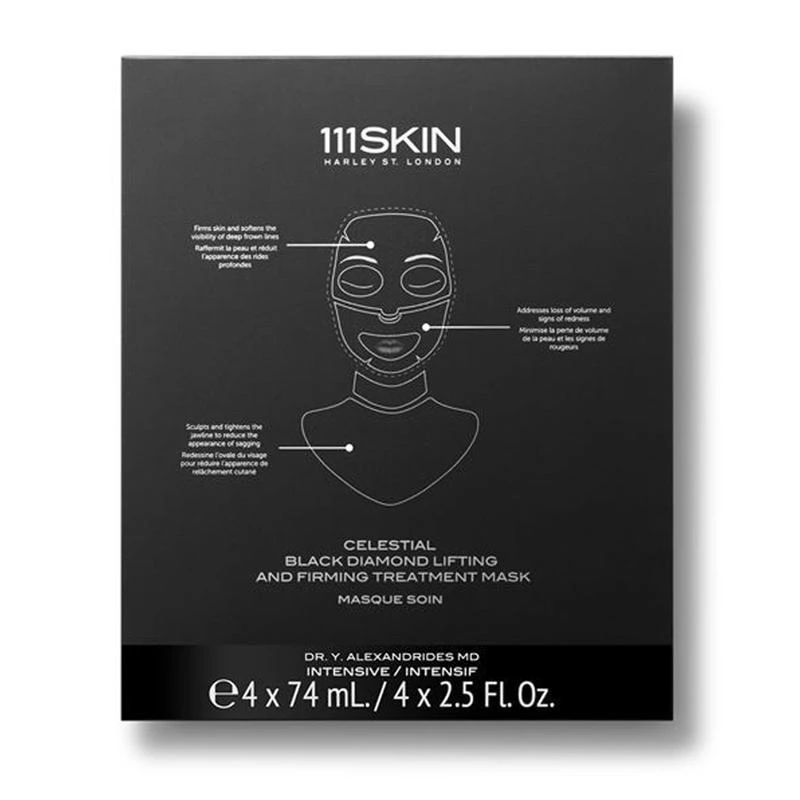 111SKIN
HARLEY ST. LONDON
Firms skin and softens the
visibility of deep frown lines
Raffermit la peau et réduit
l'apparence des rides
profondes
Addresses loss of volume and
signs of redness
Minimise la perte de volume
de la peau et les signes de
rougeurs
Sculpts and tightens the
jawline to reduce the
appearance of sagging
Redessine l'ovale du visage
pour réduire l'apparence de
relâchement cutané
CELESTIAL
BLACK DIAMOND LIFTING
AND FIRMING TREATMENT MASK
MASQUE SOIN
DR. Y. ALEXANDRIDES MD
INTENSIVE / INTENSIF
℮4 x 74 mL. / 4 x 2.5 Fl. Oz.